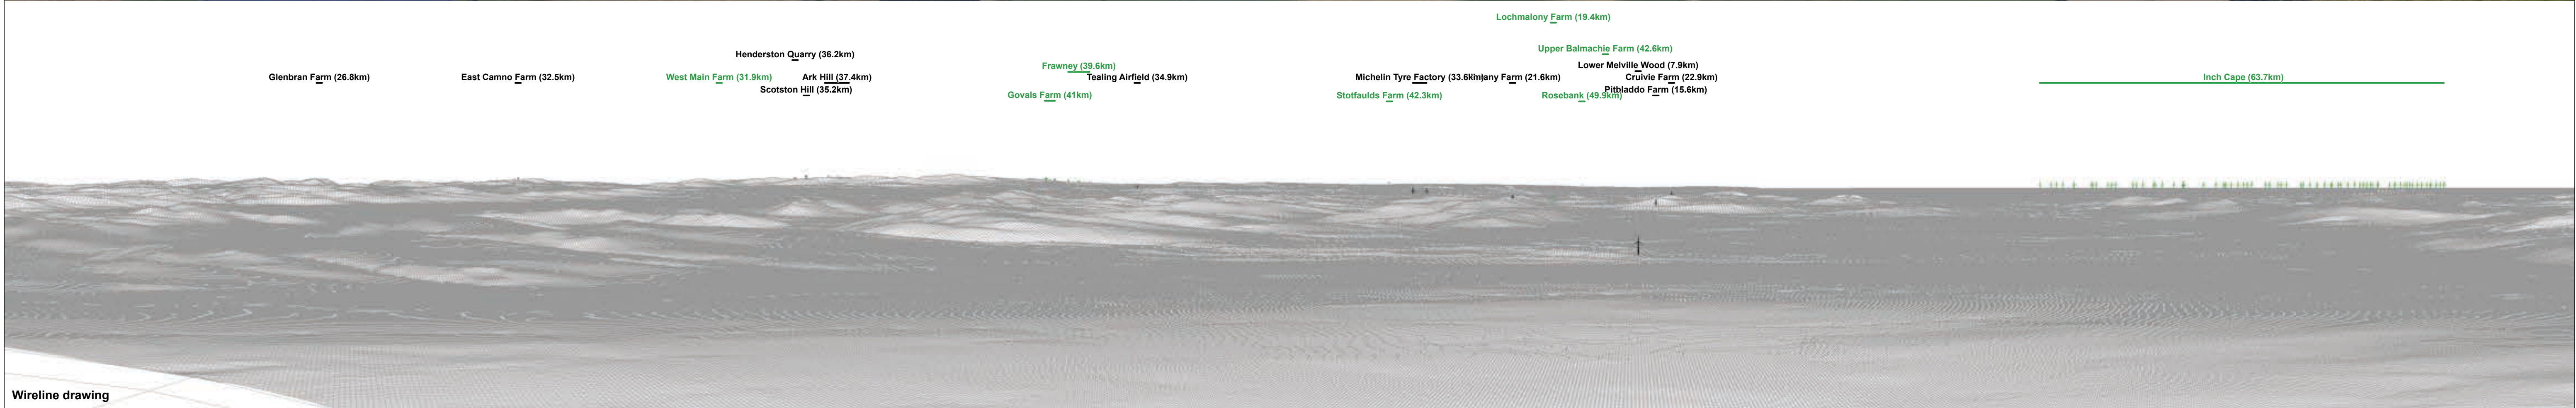 Lochmalony Farm (19.4km)
Upper Balmachie Farm (42.6km)
Henderston Quarry (36.2km)
Frawney (39.6km)
Lower Melville Wood (7.9km)
Glenbran Farm (26.8km)
East Camno Farm (32.5km)
West Main Farm (31.9km)
Ark Hill (37.4km)
Tealing Airfield (34.9km)
Michelin Tyre Factory (33.6km)
any Farm (21.6km)
Cruivie Farm (22.9km)
Inch Cape (63.7km)
Scotston Hill (35.2km)
Pitbladdo Farm (15.6km)
Govals Farm (41km)
Stotfaulds Farm (42.3km)
Rosebank (49.9km)
Wireline drawing